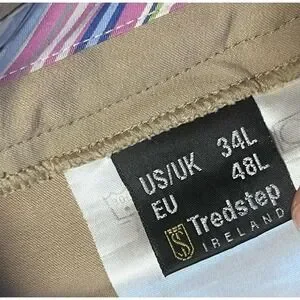 US/UK 34L
EU 48L
Tredstep
IRELAND